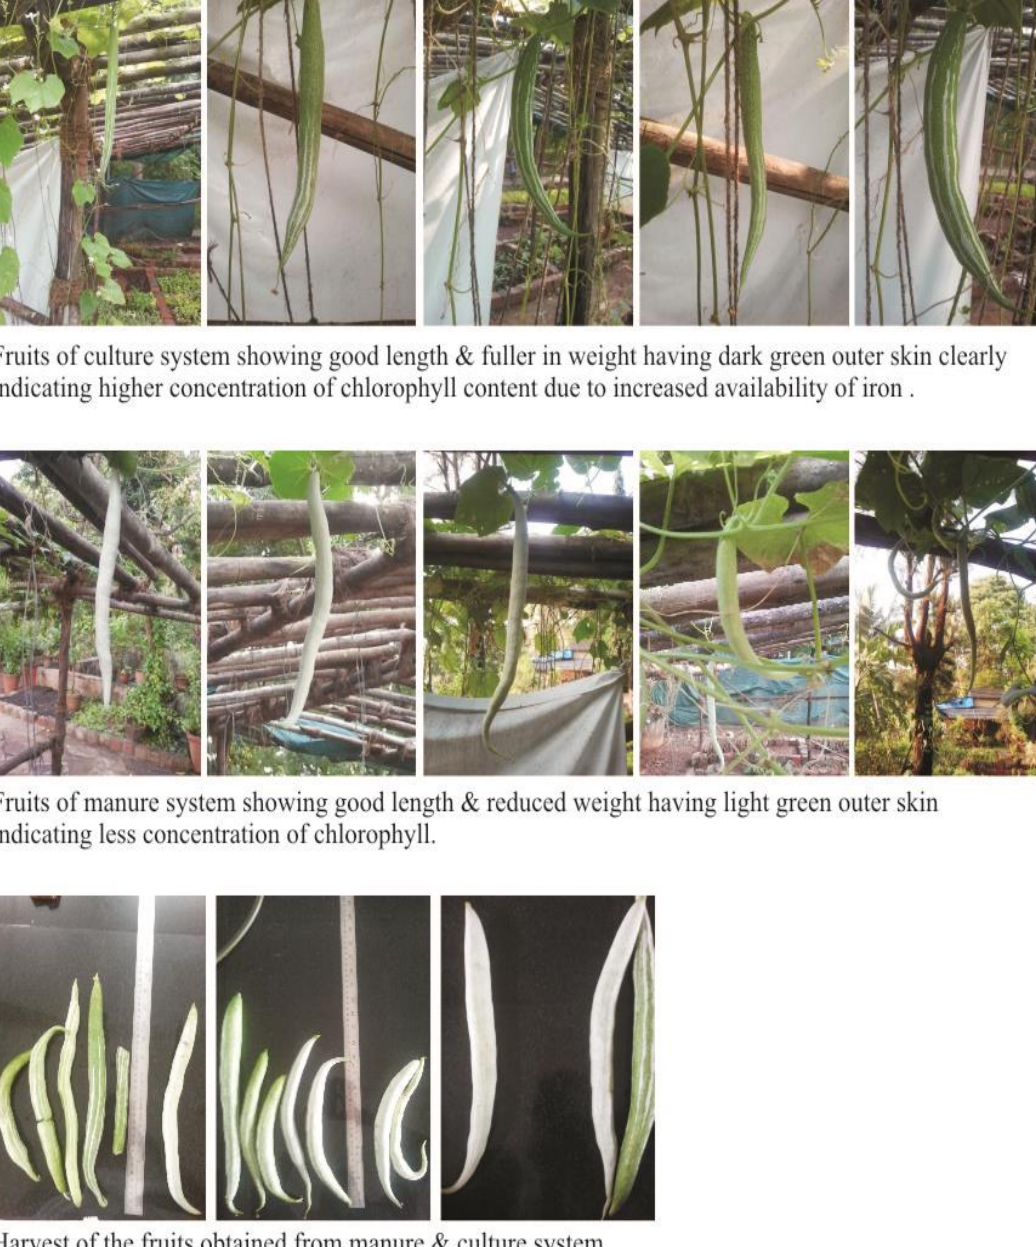 Fruits of culture system showing good length & fuller in weight having dark green outer skin clearly
indicating higher concentration of chlorophyll content due to increased availability of iron .
Fruits of manure system showing good length & reduced weight having light green outer skin
indicating less concentration of chlorophyll.
Harvest of the fruits obtained from manure & culture system